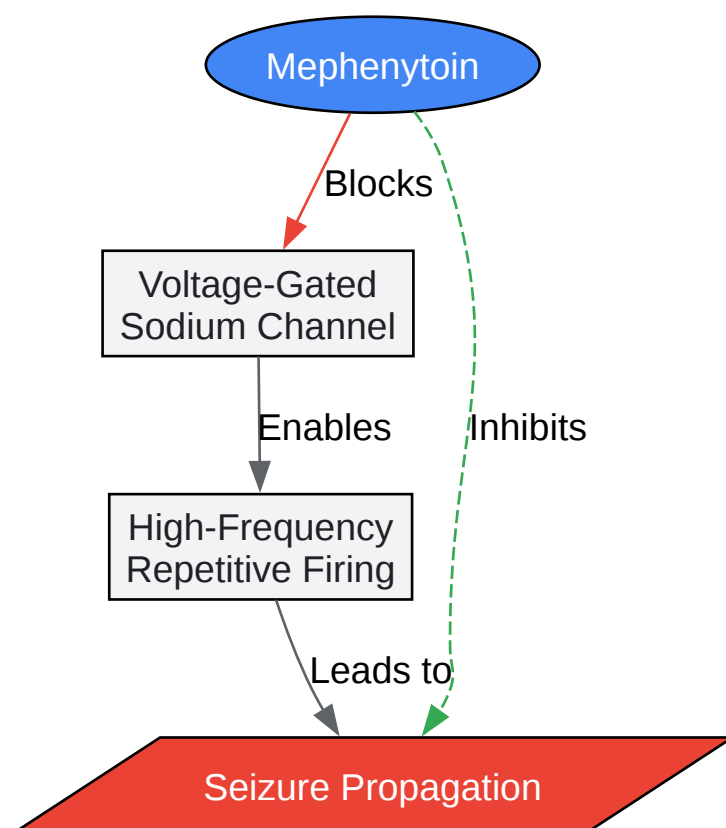 Mephenytoin
Blocks
Voltage-Gated
Sodium Channel
Enables
Inhibits
High-Frequency
Repetitive Firing
Leads to
Seizure Propagation